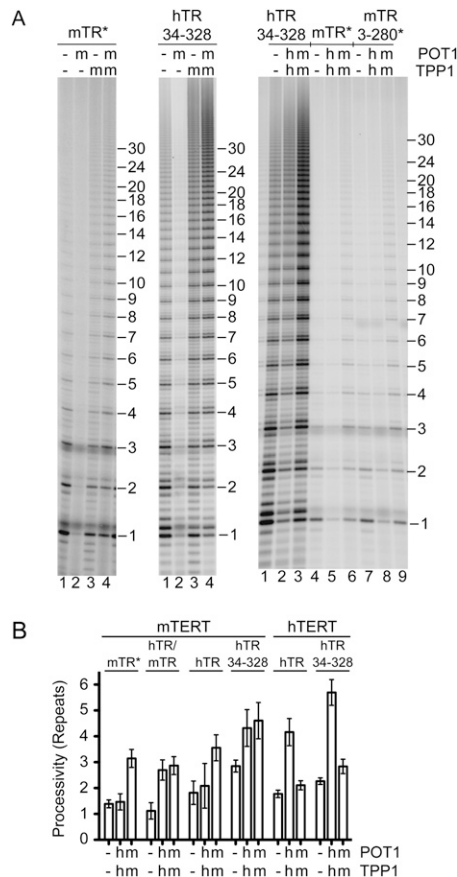 A
mTR*
- m - m
- - m m
hTR
34-328
- m - m
- - m m
hTR
34-328 mTR*
mTR
3-280*
- h m - h m - h m POT1
- h m - h m - h m TPP1
30
24
20
18
16
14
12
10
9
8
7
6
5
4
3
2
1
1 2 3 4
30
24
20
18
16
14
12
10
9
8
7
6
5
4
3
2
1
1 2 3 4
30
24
20
18
16
14
12
10
9
8
7
6
5
4
3
2
1
1 2 3 4 5 6 7 8 9
B
mTERT hTERT
mTR*
hTR/
mTR
hTR
hTR
34-328
hTR
hTR
34-328
Processivity (Repeats)
6
5
4
3
2
1
0
- h m - h m - h m - h m - h m - h m POT1
- h m - h m - h m - h m - h m - h m TPP1